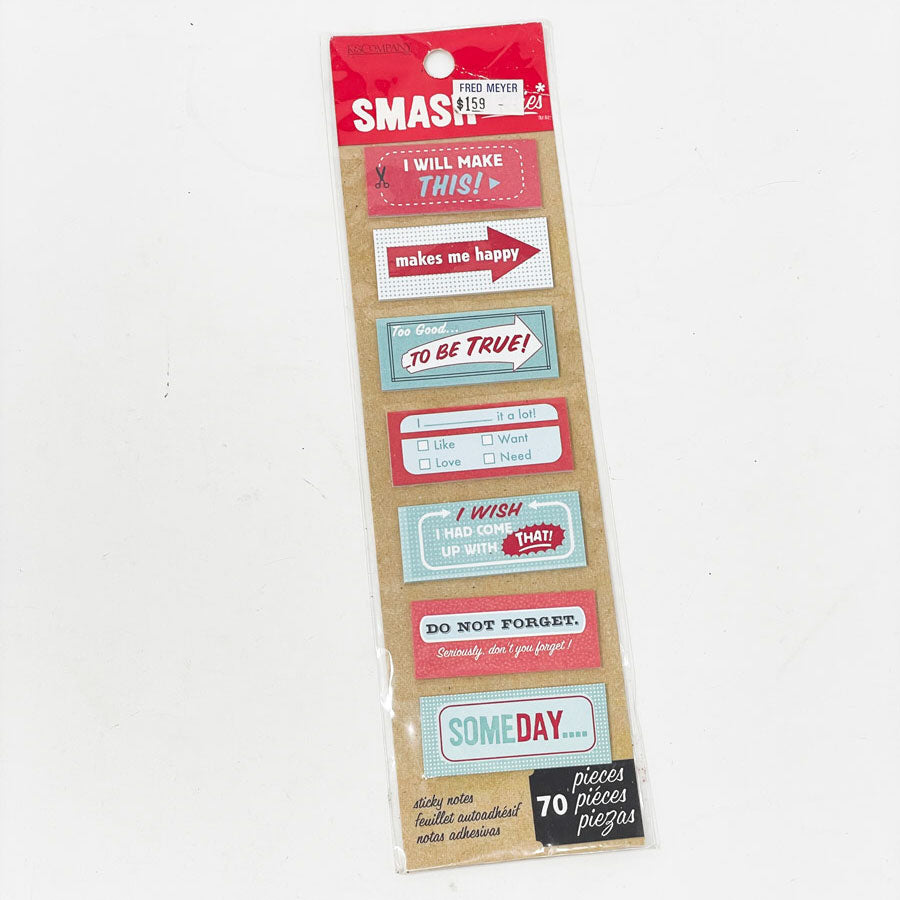 K&COMPANY
FRED MEYER
$159 -
SMASH
I WILL MAKE
THIS!
makes me happy
Too Good...
TO BE TRUE!
I ________ it a lot!
Like Want
Love Need
I WISH
I HAD COME
UP WITH THAT!
DO NOT FORGET.
Seriously, don't you forget!
SOMEDAY....
sticky notes
feuillet autoadhésif
notas adhesivas
70
pieces
piéces
piezas